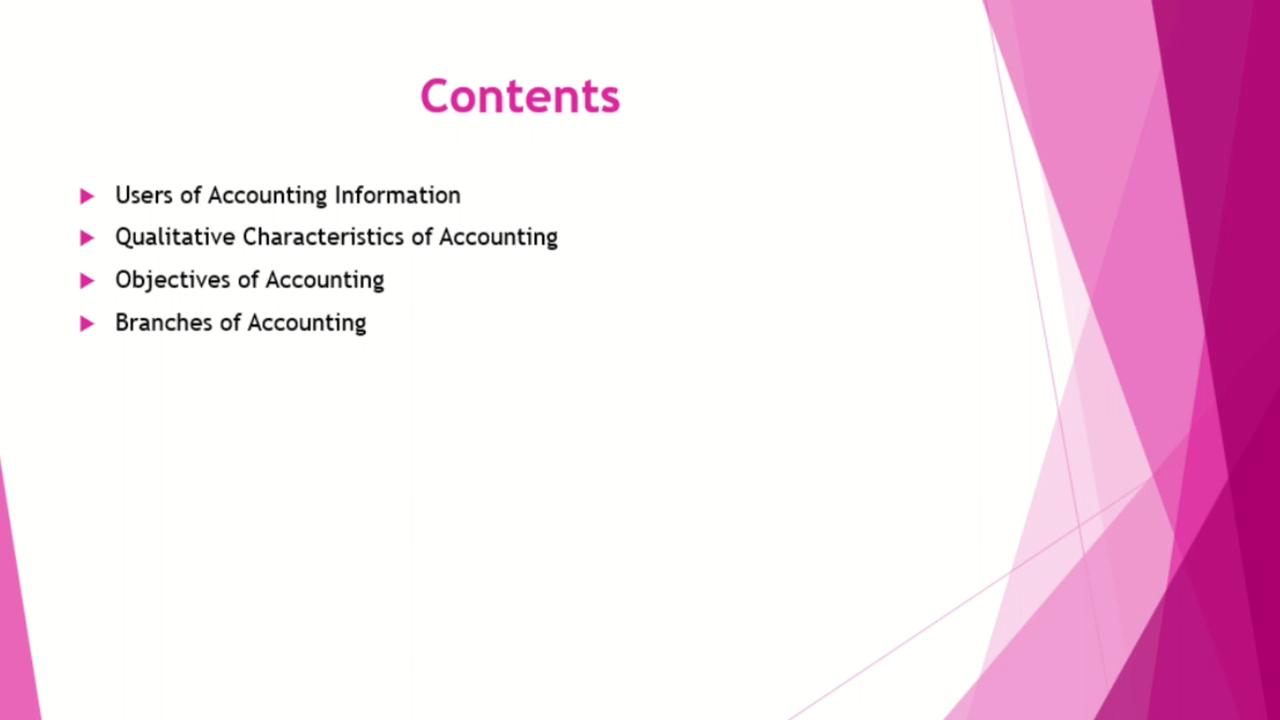 Contents
Users of Accounting Information
Qualitative Characteristics of Accounting
Objectives of Accounting
Branches of Accounting